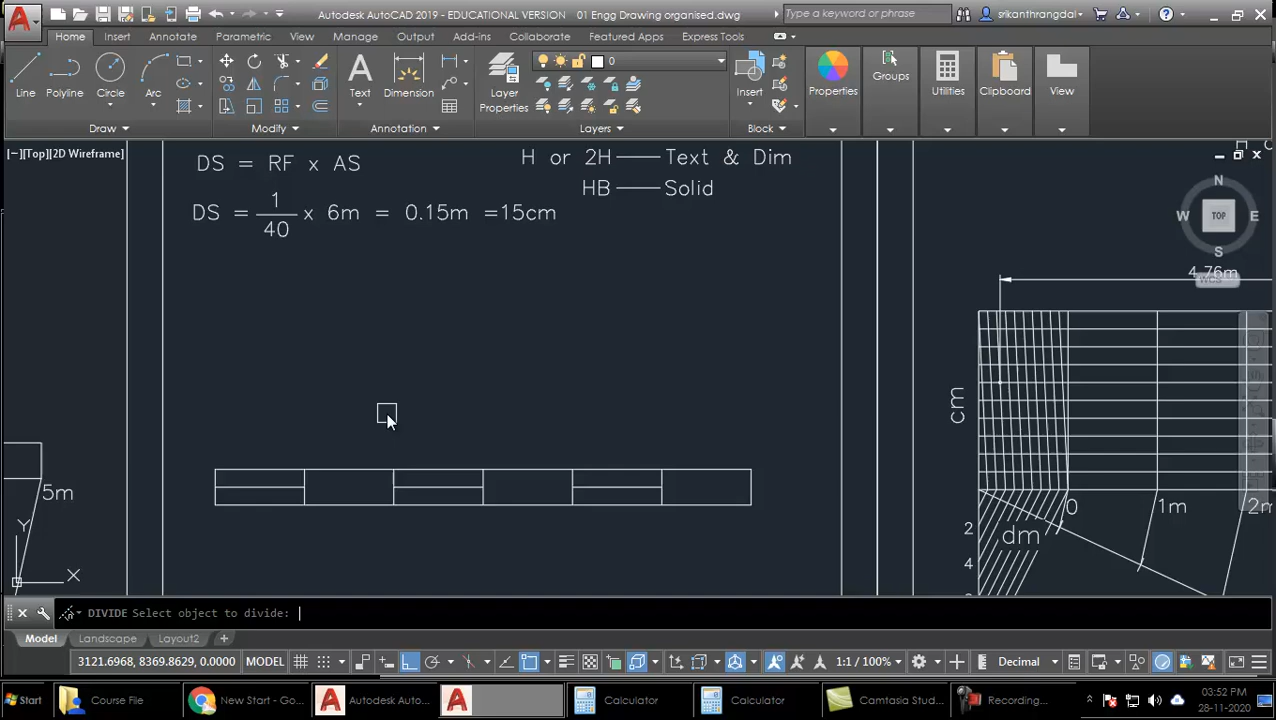 Autodesk AutoCAD 2019 - EDUCATIONAL VERSION 01 Engg Drawing organised.dwg
Type a keyword or phrase
srikanthrangdal
Home Insert Annotate Parametric View Manage Output Add-ins Collaborate Featured Apps Express Tools
0
Line Polyline Circle Arc Text Dimension Layer Properties Insert Properties Groups Utilities Clipboard View
Draw Modify Annotation Layers Block
[−][Top][2D Wireframe]
DS = RF x AS
H or 2H Text & Dim
HB Solid
DS = 1/40 x 6m = 0.15m =15cm
N
W TOP E
S
WCS
4.76m
cm
5m
Y
X
0 1m
2
dm
4
DIVIDE Select object to divide:
Model Landscape Layout2 +
3121.6968, 8369.8629, 0.0000 MODEL 1:1 / 100% Decimal
Start Course File New Start - Go... Autodesk Auto... Calculator Calculator Camtasia Stud... Recording...
03:52 PM
28-11-2020